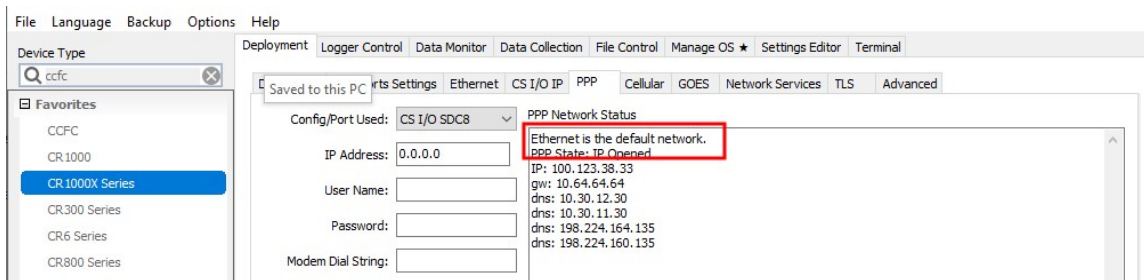 File Language Backup Options Help
Device Type
ccfc
Favorites
CCFC
CR1000
CR1000X Series
CR300 Series
CR6 Series
CR800 Series
Deployment Logger Control Data Monitor Data Collection File Control Manage OS ★ Settings Editor Terminal
D Saved to this PC rts Settings Ethernet CS I/O IP PPP Cellular GOES Network Services TLS Advanced
Config/Port Used: CS I/O SDC8
IP Address: 0.0.0.0
User Name:
Password:
Modem Dial String:
PPP Network Status
Ethernet is the default network.
PPP State: IP Opened
IP: 100.123.38.33
gw: 10.64.64.64
dns: 10.30.12.30
dns: 10.30.11.30
dns: 198.224.164.135
dns: 198.224.160.135